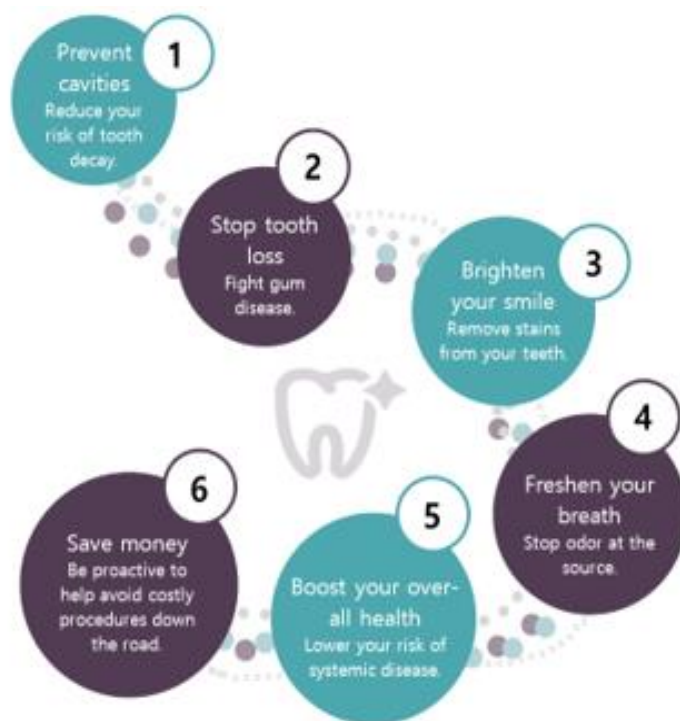 1
Prevent
cavities
Reduce your
risk of tooth
decay.
2
Stop tooth
loss
Fight gum
disease.
3
Brighten
your smile
Remove stains
from your teeth.
4
Freshen your
breath
Stop odor at the
source.
5
Boost your over-
all health
Lower your risk of
systemic disease.
6
Save money
Be proactive to
help avoid costly
procedures down
the road.